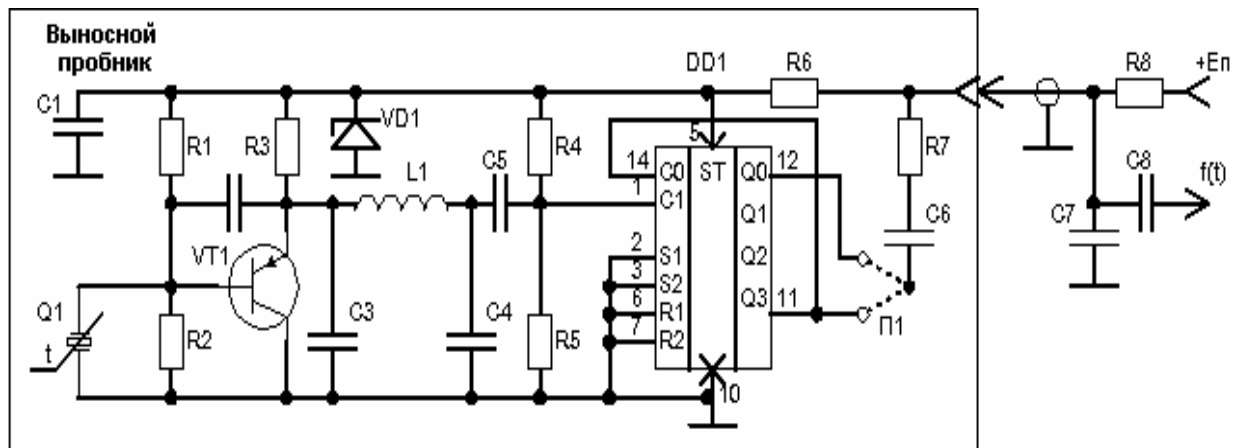 Выносной
пробник
DD1
R6
R8
+Еп
C1
R1
R3
VD1
L1
C5
R4
5
14
C0
ST
Q0
12
R7
1
C1
Q1
C8
f(t)
VT1
2
S1
Q2
C6
C7
3
S2
Q1
C3
C4
6
R1
Q3
11
R2
R5
7
R2
П1
t
10